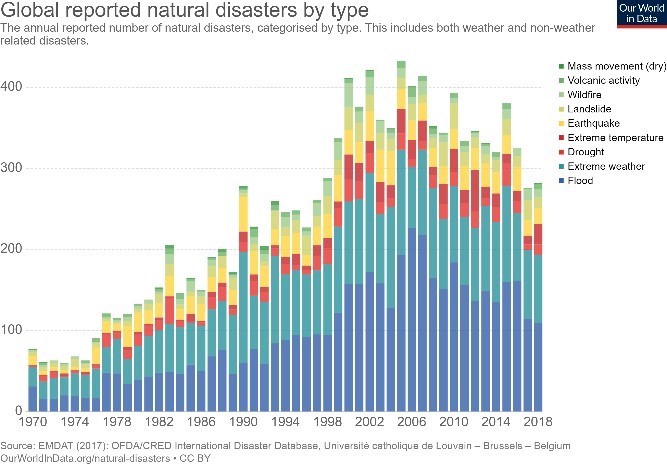 Global reported natural disasters by type
The annual reported number of natural disasters, categorised by type. This includes both weather and non-weather
related disasters.
Our World
in Data
Mass movement (dry)
Volcanic activity
Wildfire
Landslide
Earthquake
Extreme temperature
Drought
Extreme weather
Flood
400
300
200
100
0
1970 1974 1978 1982 1986 1990 1994 1998 2002 2006 2010 2014 2018
Source: EMDAT (2017): OFDA/CRED International Disaster Database, Université catholique de Louvain – Brussels – Belgium
OurWorldInData.org/natural-disasters • CC BY